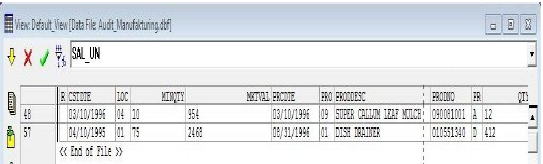 View: Default_View [Data File: Audit_Manufakturing.dbf]
SAL_UN
R CSTDTE LOC MINQTY MKTVAL PRCDTE PRO PRODDESC PRODNO PR QTY
48 03/10/1996 04 10 954 03/10/1996 09 SUPER CALLUM LEAF MULCH 090081001 A 12
57 04/10/1995 01 75 2468 08/31/1996 01 DISH DRAINER 010551340 D 412
<< End of File >>